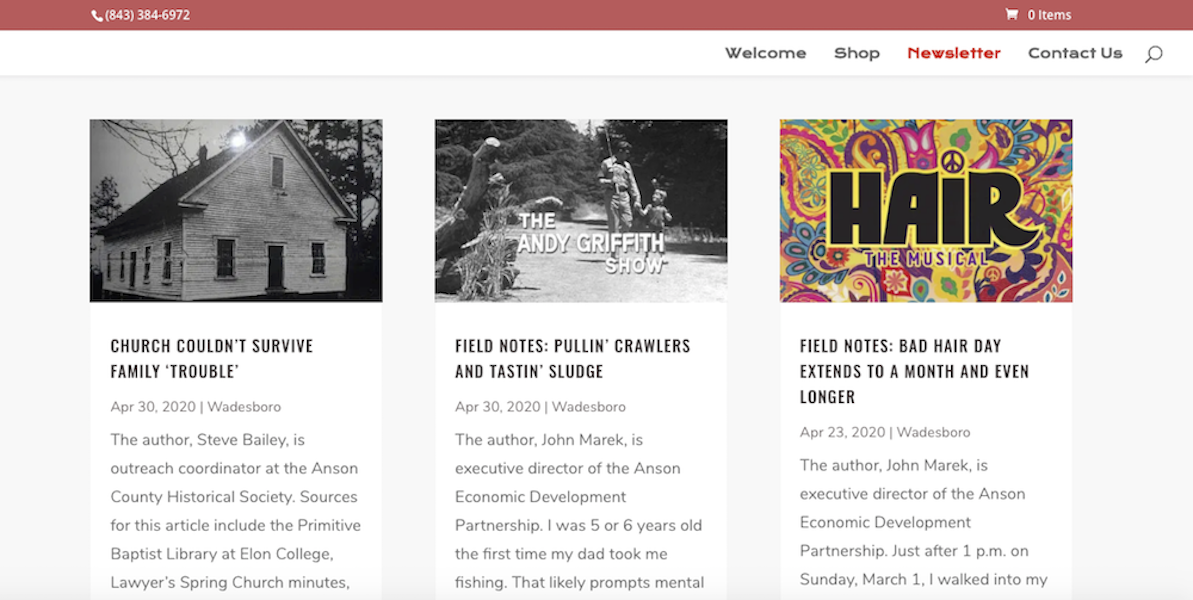 (843) 384-6972
0 Items
Welcome
Shop
Newsletter
Contact Us
THE
ANDY GRIFFITH
SHOW
HAIR
THE MUSICAL
CHURCH COULDN'T SURVIVE
FAMILY ‘TROUBLE’
Apr 30, 2020 | Wadesboro
The author, Steve Bailey, is
outreach coordinator at the Anson
County Historical Society. Sources
for this article include the Primitive
Baptist Library at Elon College,
Lawyer's Spring Church minutes,
FIELD NOTES: PULLIN’ CRAWLERS
AND TASTIN’ SLUDGE
Apr 30, 2020 | Wadesboro
The author, John Marek, is
executive director of the Anson
Economic Development
Partnership. I was 5 or 6 years old
the first time my dad took me
fishing. That likely prompts mental
FIELD NOTES: BAD HAIR DAY
EXTENDS TO A MONTH AND EVEN
LONGER
Apr 23, 2020 | Wadesboro
The author, John Marek, is
executive director of the Anson
Economic Development
Partnership. Just after 1 p.m. on
Sunday, March 1, I walked into my